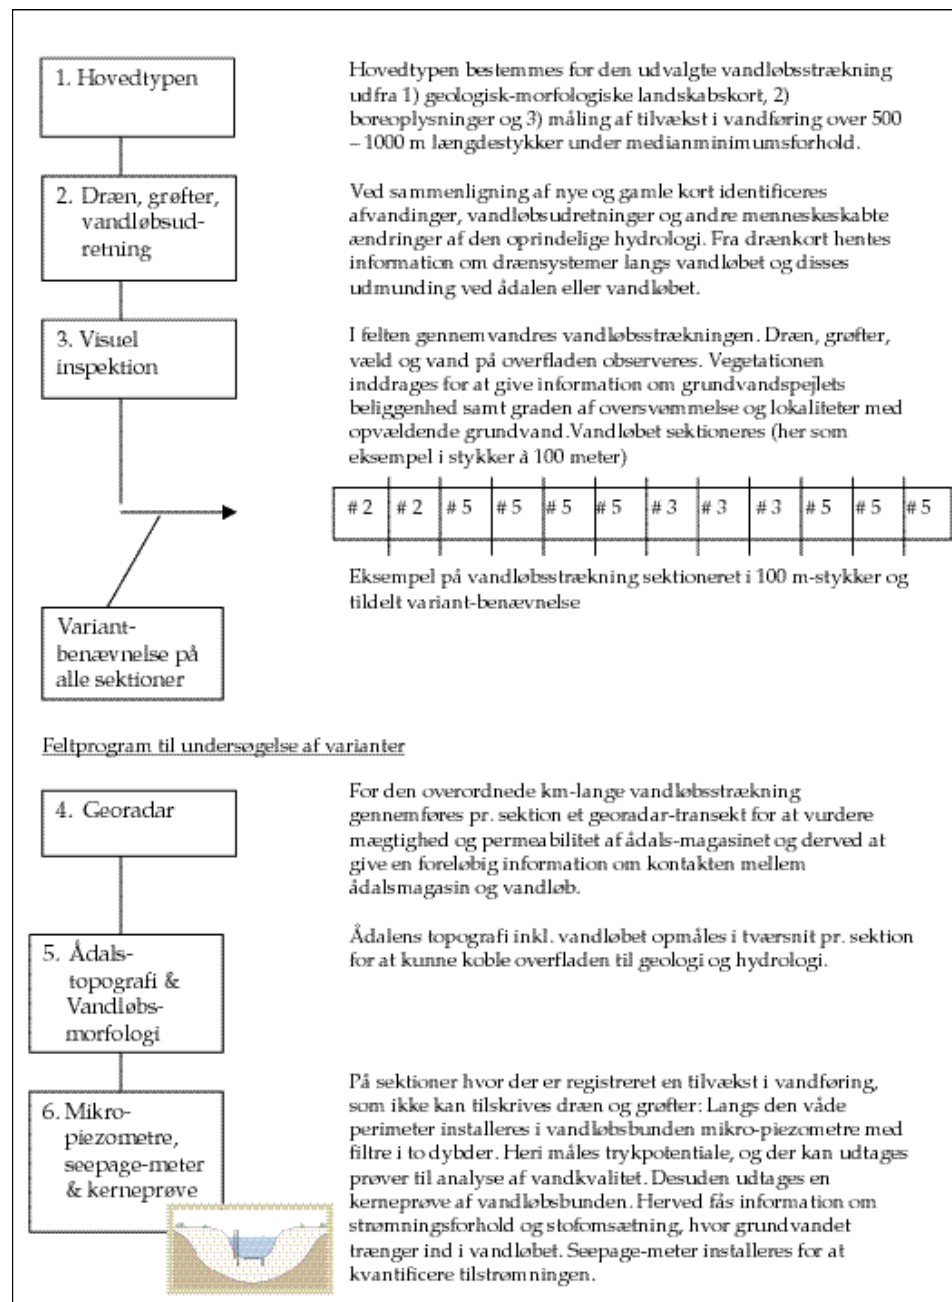 1. Hovedtypen
Hovedtypen bestemmes for den udvalgte vandløbsstrækning
udfra 1) geologisk-morfologiske landskabskort, 2)
boreoplysninger og 3) måling af tilvækst i vandføring over 500
– 1000 m længdestykker under medianminimumsforhold.
2. Dræn, grøfter,
vandløbsud-
retning
Ved sammenligning af nye og gamle kort identificeres
afvandinger, vandløbsudretninger og andre menneskeskabte
ændringer af den oprindelige hydrologi. Fra drænkort hentes
information om drænsystemer langs vandløbet og disses
udmunding ved ådalen eller vandløbet.
3. Visuel
inspektion
I felten gennemvandres vandløbsstrækningen. Dræn, grøfter,
væld og vand på overfladen observeres. Vegetationen
inddrages for at give information om grundvandspejlets
beliggenhed samt graden af oversvømmelse og lokaliteter med
opvældende grundvand.Vandløbet sektioneres (her som
eksempel i stykker à 100 meter)
# 2 # 2 # 5 # 5 # 5 # 5 # 3 # 3 # 3 # 5 # 5 # 5
Eksempel på vandløbsstrækning sektioneret i 100 m-stykker og
tildelt variant-benævnelse
Variant-
benævnelse på
alle sektioner
Feltprogram til undersøgelse af varianter
4. Georadar
For den overordnede km-lange vandløbsstrækning
gennemføres pr. sektion et georadar-transekt for at vurdere
mægtighed og permeabilitet af ådals-magasinet og derved at
give en foreløbig information om kontakten mellem
ådalsmagasin og vandløb.
5. Ådals-
topografi &
Vandløbs-
morfologi
Ådalens topografi inkl. vandløbet opmåles i tværsnit pr. sektion
for at kunne koble overfladen til geologi og hydrologi.
6. Mikro-
piezometre,
seepage-meter
& kerneprøve
På sektioner hvor der er registreret en tilvækst i vandføring,
som ikke kan tilskrives dræn og grøfter: Langs den våde
perimeter installeres i vandløbsbunden mikro-piezometre med
filtre i to dybder. Heri måles trykpotentiale, og der kan udtages
prøver til analyse af vandkvalitet. Desuden udtages en
kerneprøve af vandløbsbunden. Herved fås information om
strømningsforhold og stofomsætning, hvor grundvandet
trænger ind i vandløbet. Seepage-meter installeres for at
kvantificere tilstrømningen.